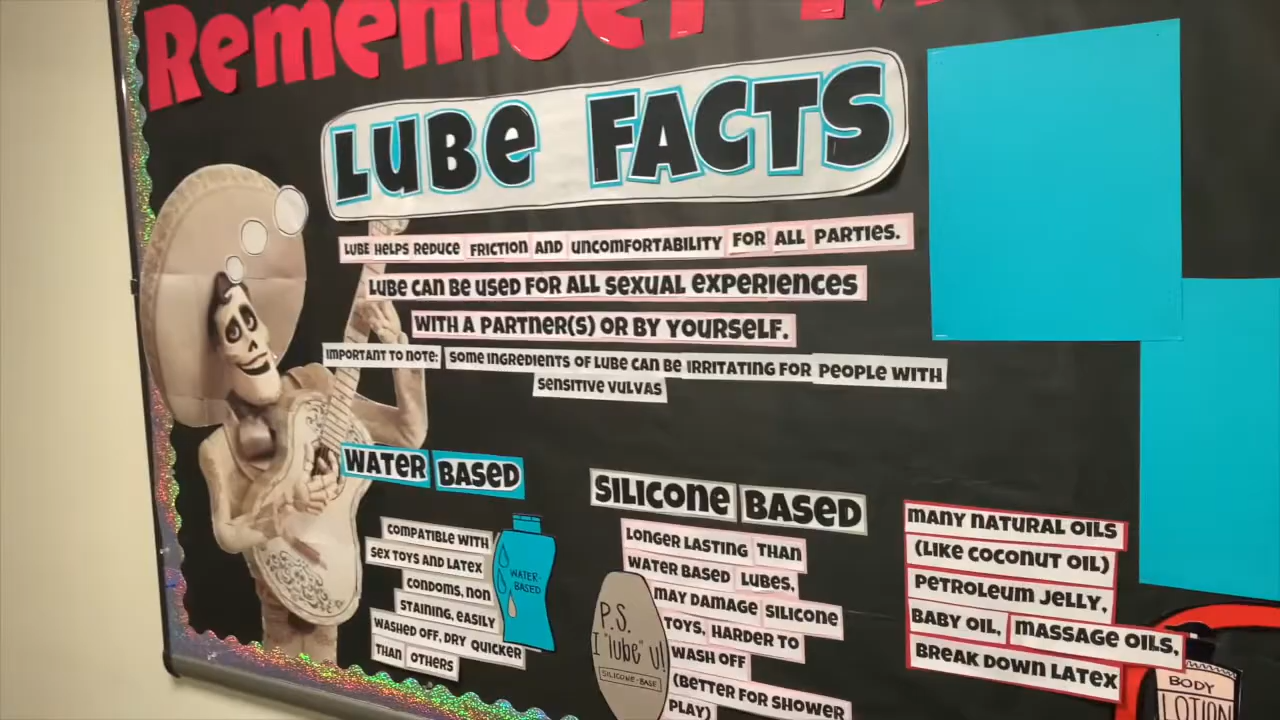 Remember
LUBE FACTS
LUBE HELPS REDUCE FRICTION AND UNCOMFORTABILITY FOR ALL PARTIES.
LUBE CAN BE USED FOR ALL SEXUAL EXPERIENCES
WITH A PARTNER(S) OR BY YOURSELF.
IMPORTANT TO NOTE: SOME INGREDIENTS OF LUBE CAN BE IRRITATING FOR PEOPLE WITH
SENSITIVE VULVAS
WATER BASED
COMPATIBLE WITH
SEX TOYS AND LATEX
CONDOMS, NON
STAINING, EASILY
WASHED OFF, DRY QUICKER
THAN OTHERS
WATER-
BASED
SILICONE BASED
LONGER LASTING THAN
WATER BASED LUBES,
MAY DAMAGE SILICONE
TOYS, HARDER TO
WASH OFF
(BETTER FOR SHOWER
PLAY)
P.S.
I "lube" U!
SILICONE-BASE
MANY NATURAL OILS
(LIKE COCONUT OIL)
PETROLEUM JELLY,
BABY OIL, MASSAGE OILS,
BREAK DOWN LATEX
BODY
LOTION